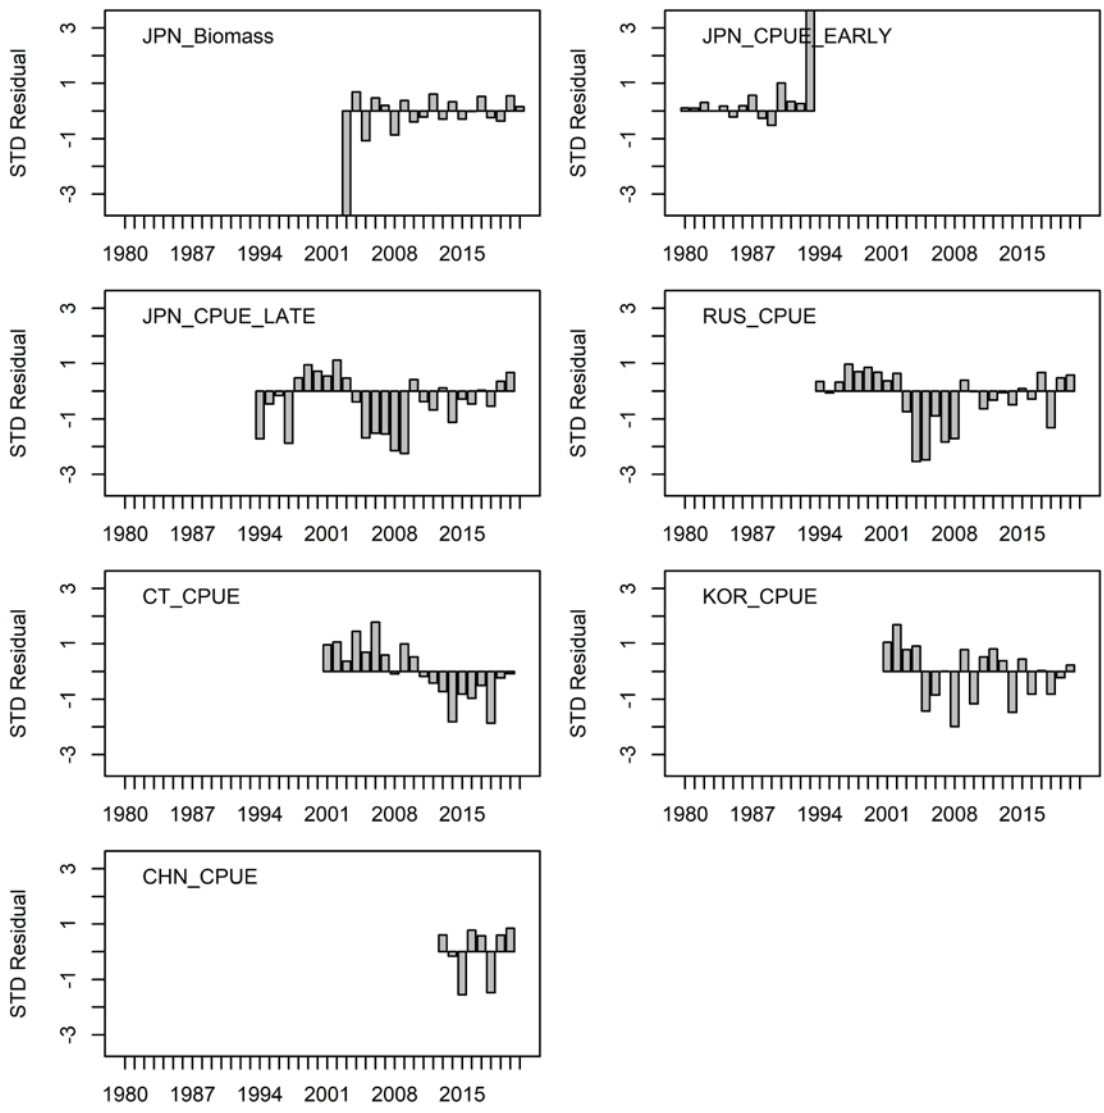 JPN_Biomass
STD Residual
3
1
-1
-3
1980 1987 1994 2001 2008 2015
JPN_CPUE_EARLY
STD Residual
3
1
-1
-3
1980 1987 1994 2001 2008 2015
JPN_CPUE_LATE
STD Residual
3
1
-1
-3
1980 1987 1994 2001 2008 2015
RUS_CPUE
STD Residual
3
1
-1
-3
1980 1987 1994 2001 2008 2015
CT_CPUE
STD Residual
3
1
-1
-3
1980 1987 1994 2001 2008 2015
KOR_CPUE
STD Residual
3
1
-1
-3
1980 1987 1994 2001 2008 2015
CHN_CPUE
STD Residual
3
1
-1
-3
1980 1987 1994 2001 2008 2015